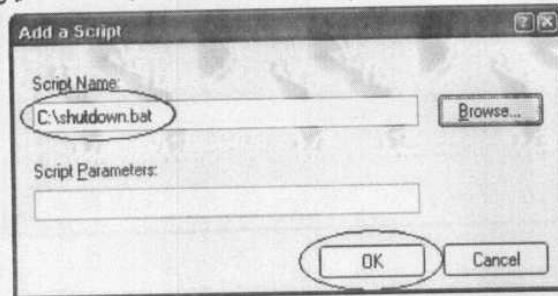 Add a Script
Script Name:
C:\shutdown.bat
Browse...
Script Parameters:
OK
Cancel